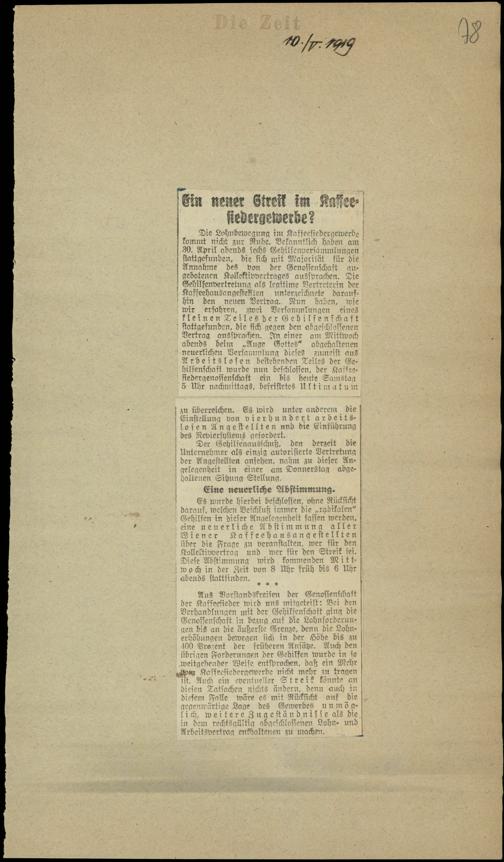 Die Zeit
10./V. 1919
78
Ein neuer Streik im Kaffee-
siedergewerbe?
Die Lohnbewegung im Kaffeesiedergewerbe
kommt nicht zur Ruhe. Bekanntlich haben am
30. April abends sechs Gehilfenversammlungen
stattgefunden, die sich mit Majorität für die
Annahme des von der Genossenschaft an-
gebotenen Kollektivvertrages aussprachen. Die
Gehilfenvertretung als legitime Vertreterin der
Kaffeehausangestellten unterzeichnete darauf-
hin den neuen Vertrag. Nun haben, wie
wir erfahren, zwei Versammlungen eines
kleinen Teiles der Gehilfenschaft
stattgefunden, die sich gegen den abgeschlossenen
Vertrag aussprachen. In einer am Mittwoch
abends beim „Auge Gottes" abgehaltenen
neuerlichen Versammlung dieses zumeist aus
Arbeitslosen bestehenden Teiles der Ge-
hilfenschaft wurde nun beschlossen, der Kaffee-
siedergenossenschaft ein bis heute Samstag
5 Uhr nachmittags, befristetes Ultimatum
zu überreichen. Es wird unter anderem die
Einstellung von vierhundert arbeits-
losen Angestellten und die Einführung
des Reviersystems gefordert.
Der Gehilfenausschuß, den derzeit die
Unternehmer als einzig autorisierte Vertretung
der Angestellten ansehen, nahm zu dieser An-
gelegenheit in einer am Donnerstag abge-
haltenen Sitzung Stellung.
Eine neuerliche Abstimmung.
Es wurde hierbei beschlossen, ohne Rücksicht
darauf, welchen Beschluß immer die „radikalen"
Gehilfen in dieser Angelegenheit fassen werden,
eine neuerliche Abstimmung aller
Wiener Kaffeehausangestellten
über die Frage zu veranstalten, wer für den
Kollektivvertrag und wer für den Streik sei.
Diese Abstimmung wird kommenden Mitt-
woch in der Zeit von 8 Uhr früh bis 6 Uhr
abends stattfinden.
* * *
Aus Vorstandskreisen der Genossenschaft
der Kaffeesieder wird uns mitgeteilt: Bei den
Verhandlungen mit der Gehilfenschaft ging die
Genossenschaft in bezug auf die Lohnforderun-
gen bis an die äußerste Grenze, denn die Lohn-
erhöhungen bewegen sich in der Höhe bis zu
400 Prozent der früheren Ansätze. Auch den
übrigen Forderungen der Gehilfen wurde in so
weitgehender Weise entsprochen, daß ein Mehr
vom Kaffeesiedergewerbe nicht mehr zu tragen
ist. Auch ein eventueller Streik könnte an
diesen Tatsachen nichts ändern, denn auch in
diesem Falle wäre es mit Rücksicht auf die
gegenwärtige Lage des Gewerbes unmög-
lich, weitere Zugeständnisse als die
in dem rechtsgültig abgeschlossenen Lohn- und
Arbeitsvertrag enthaltenen zu machen.